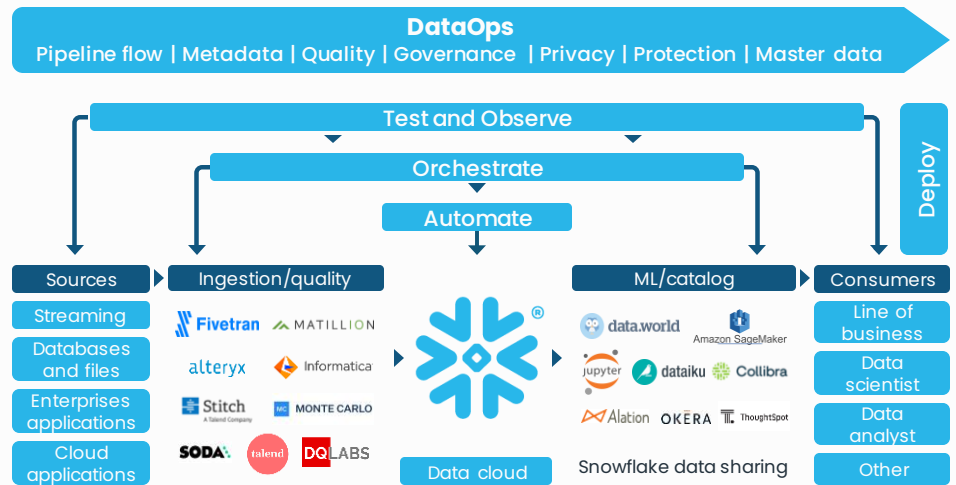 DataOps
Pipeline flow | Metadata | Quality | Governance | Privacy | Protection | Master data
Test and Observe
Orchestrate
Automate
Deploy
Sources
Streaming
Databases
and files
Enterprises
applications
Cloud
applications
Ingestion/quality
Fivetran
MATILLION
alteryx
Informatica
Stitch
A Talend Company
MC MONTE CARLO
SODA
talend
DQLABS
®
Data cloud
ML/catalog
data.world
Amazon SageMaker
jupyter
dataiku
Collibra
Alation
OKERA
T. ThoughtSpot
Snowflake data sharing
Consumers
Line of
business
Data
scientist
Data
analyst
Other